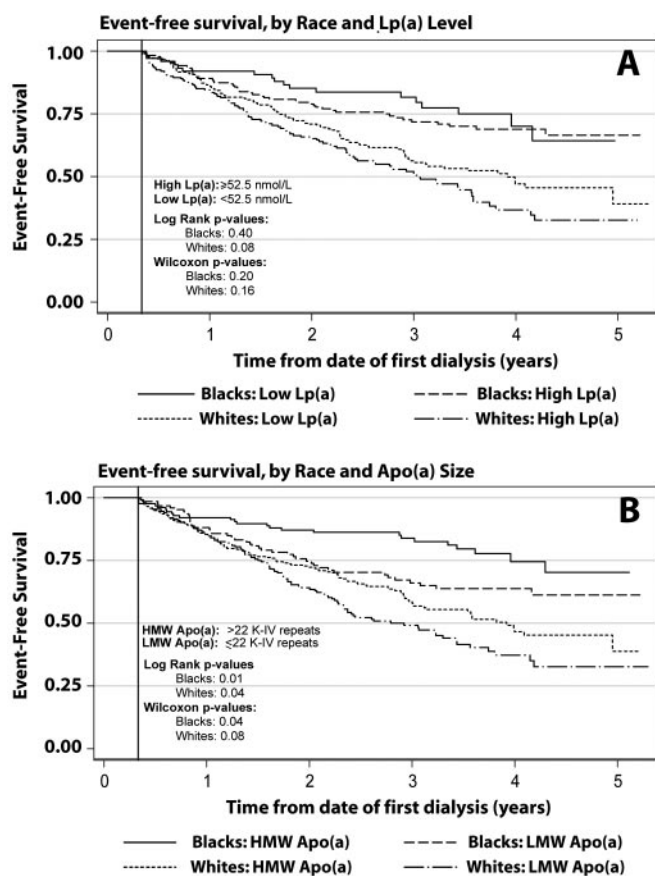 Event-free survival, by Race and Lp(a) Level
A
Event-Free Survival
1.00
0.75
0.50
0.25
0.00
High Lp(a):≥52.5 nmol/L
Low Lp(a): <52.5 nmol/L
Log Rank p-values:
Blacks: 0.40
Whites: 0.08
Wilcoxon p-values:
Blacks: 0.20
Whites: 0.16
0 1 2 3 4 5
Time from date of first dialysis (years)
Blacks: Low Lp(a) Blacks: High Lp(a)
Whites: Low Lp(a) Whites: High Lp(a)
Event-free survival, by Race and Apo(a) Size
B
Event-Free Survival
1.00
0.75
0.50
0.25
0.00
HMW Apo(a): >22 K-IV repeats
LMW Apo(a): ≤22 K-IV repeats
Log Rank p-values
Blacks: 0.01
Whites: 0.04
Wilcoxon p-values:
Blacks: 0.04
Whites: 0.08
0 1 2 3 4 5
Time from date of first dialysis (years)
Blacks: HMW Apo(a) Blacks: LMW Apo(a)
Whites: HMW Apo(a) Whites: LMW Apo(a)